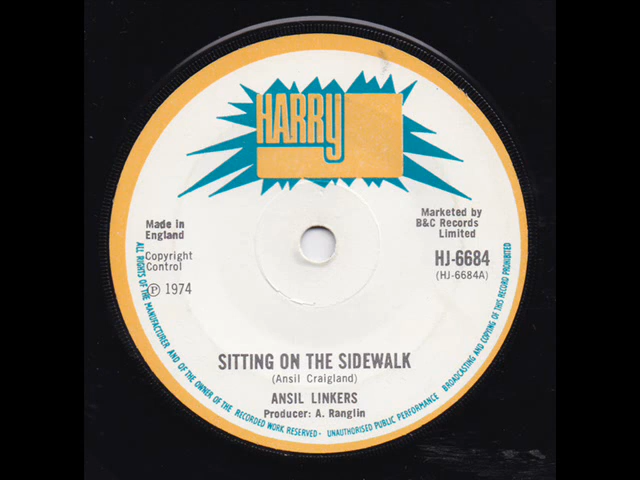 HARRY
Made in
England
Copyright
Control
Ⓟ 1974
Marketed by
B&C Records
Limited
HJ-6684
(HJ-6684A)
SITTING ON THE SIDEWALK
(Ansil Craigland)
ANSIL LINKERS
Producer: A. Ranglin
ALL RIGHTS OF THE MANUFACTURER AND OF THE OWNER OF THE RECORDED WORK RESERVED· UNAUTHORISED PUBLIC PERFORMANCE BROADCASTING AND COPYING OF THIS RECORD PROHIBITED